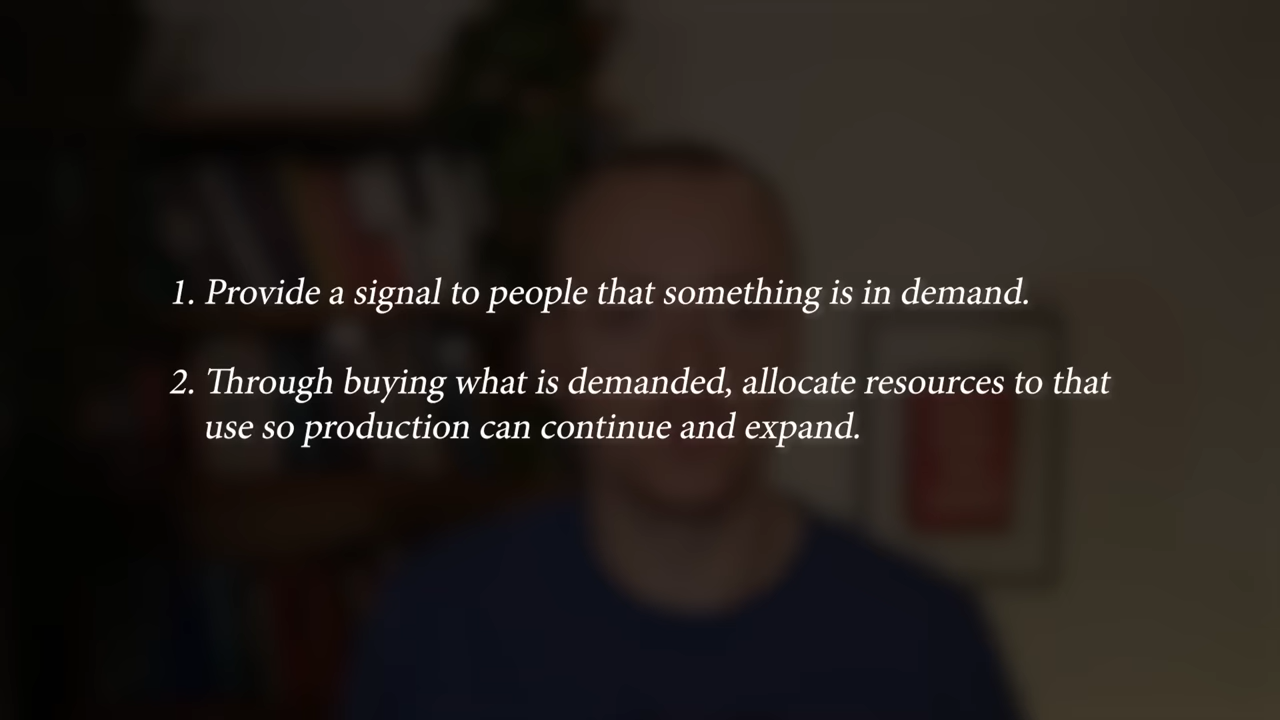 1. Provide a signal to people that something is in demand.
2. Through buying what is demanded, allocate resources to that
use so production can continue and expand.